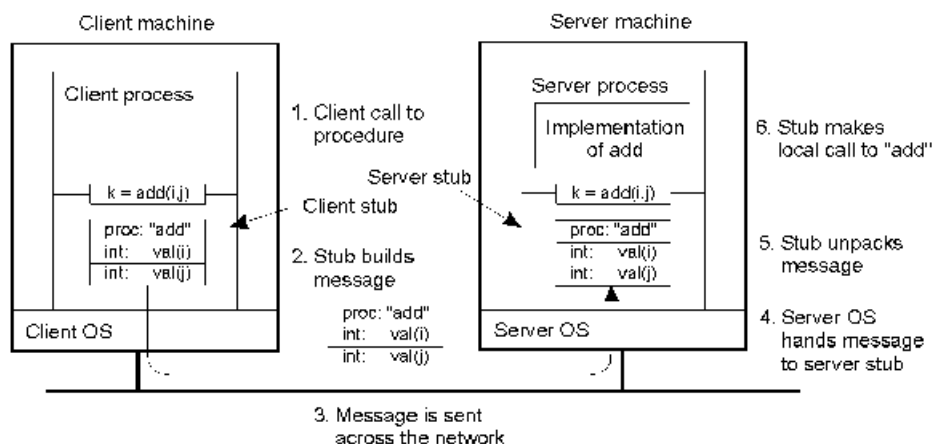 Client machine
Server machine
Client process
1. Client call to
procedure
Server process
Implementation
of add
6. Stub makes
local call to "add"
Server stub
k = add(i,j)
k = add(i,j)
Client stub
proc: "add"
int: val(i)
int: val(j)
proc: "add"
int: val(i)
int: val(j)
2. Stub builds
message
5. Stub unpacks
message
proc: "add"
int: val(i)
int: val(j)
Client OS
Server OS
4. Server OS
hands message
to server stub
3. Message is sent
across the network